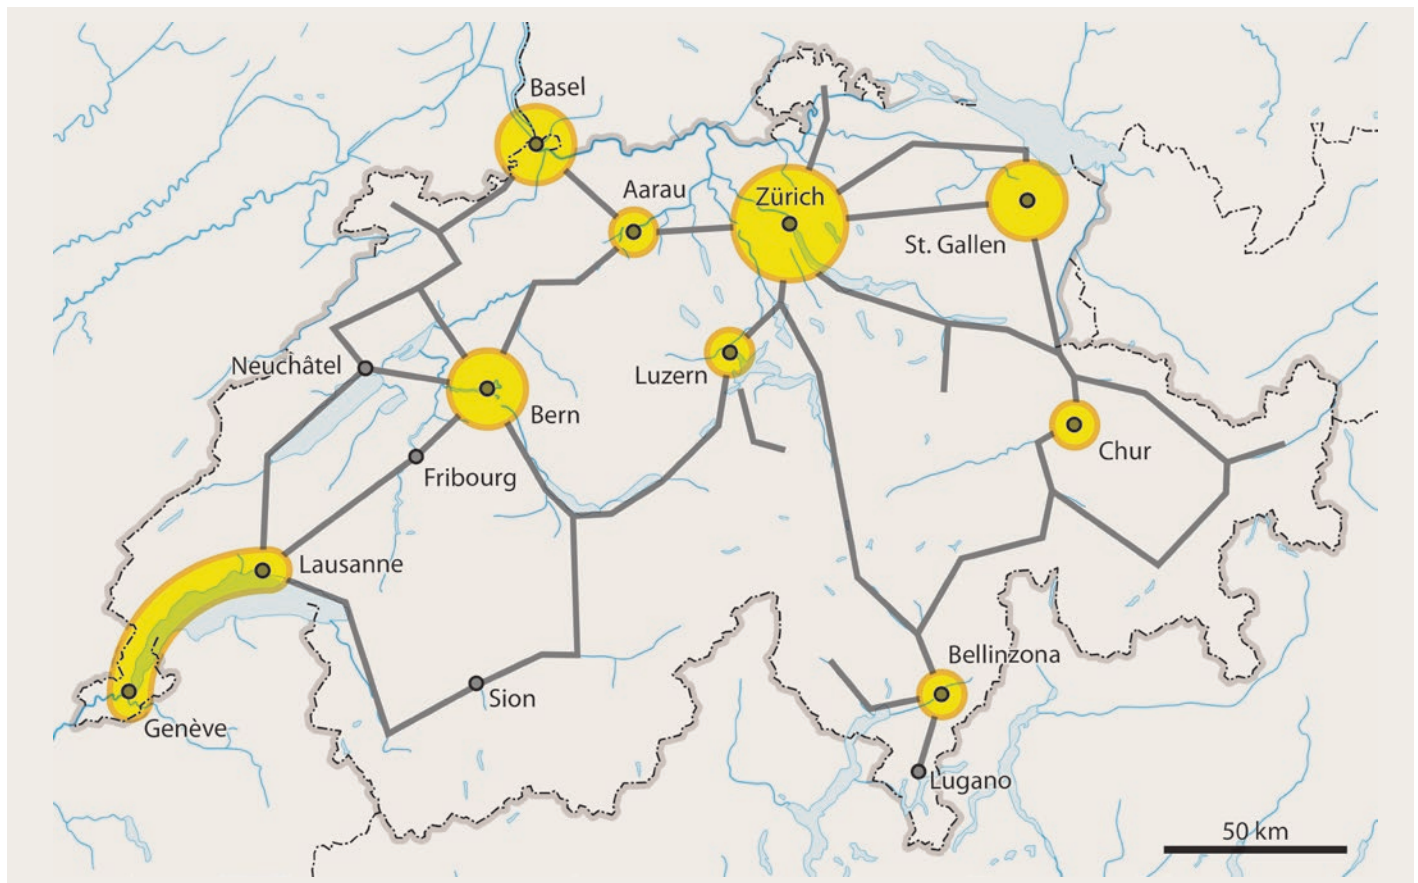 Basel
Aarau
Zürich
St. Gallen
Neuchâtel
Luzern
Bern
Chur
Fribourg
Lausanne
Bellinzona
Sion
Genève
Lugano
50 km